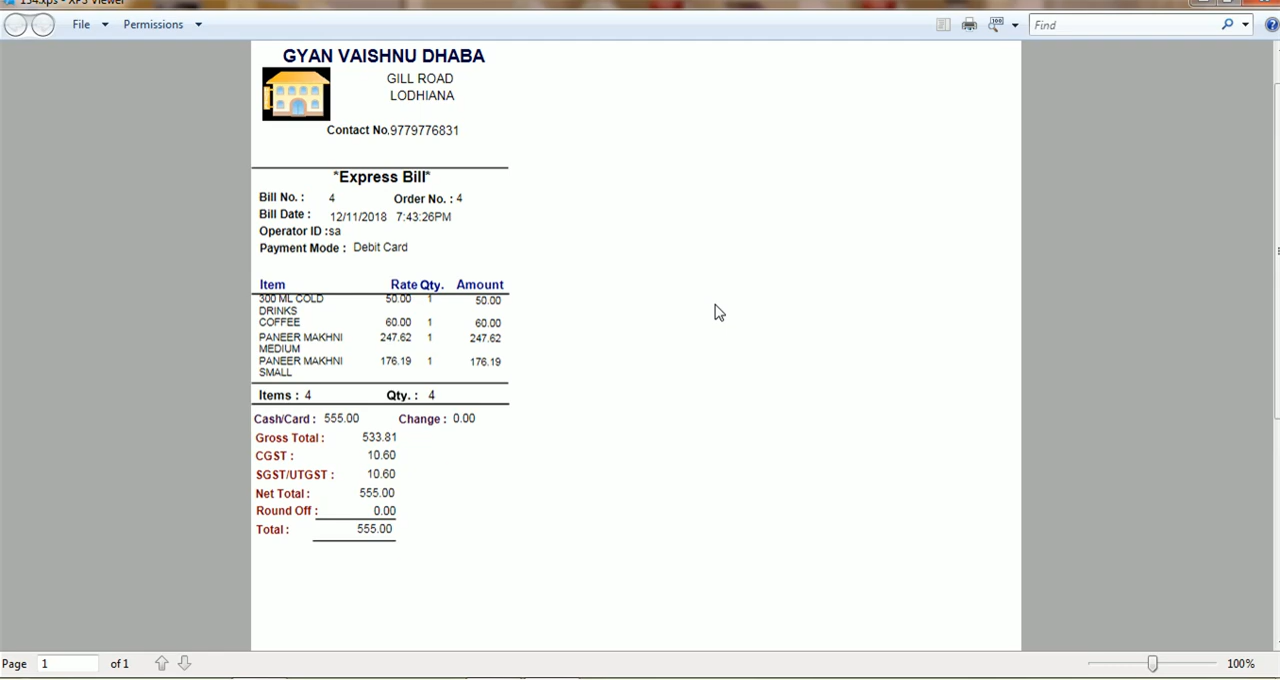 134.xps - XPS Viewer
File Permissions Find
GYAN VAISHNU DHABA
GILL ROAD
LODHIANA
Contact No.9779776831
*Express Bill*
Bill No. : 4 Order No. : 4
Bill Date : 12/11/2018 7:43:26PM
Operator ID :sa
Payment Mode : Debit Card
Item Rate Qty. Amount
300 ML COLD 50.00 1 50.00
DRINKS
COFFEE 60.00 1 60.00
PANEER MAKHNI 247.62 1 247.62
MEDIUM
PANEER MAKHNI 176.19 1 176.19
SMALL
Items : 4 Qty. : 4
Cash/Card : 555.00 Change : 0.00
Gross Total : 533.81
CGST : 10.60
SGST/UTGST : 10.60
Net Total : 555.00
Round Off : 0.00
Total : 555.00
Page 1 of 1 100%